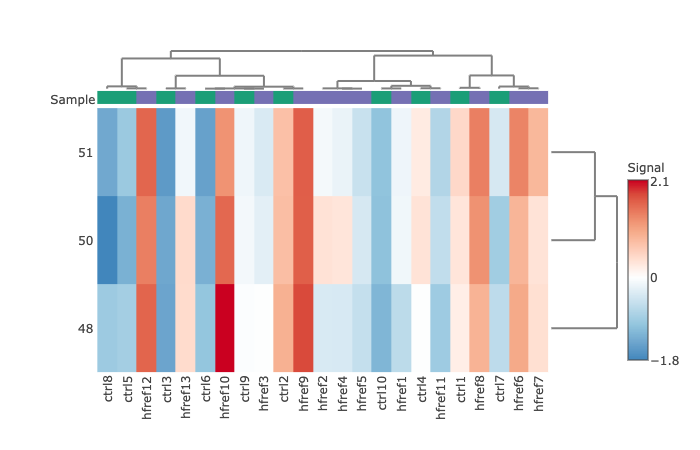 Sample
51
50
48
Signal
2.1
0
−1.8
ctrl8
ctrl5
hfref12
ctrl3
hfref13
ctrl6
hfref10
ctrl9
hfref3
ctrl2
hfref9
hfref2
hfref4
hfref5
ctrl10
hfref1
ctrl4
hfref11
ctrl1
hfref8
ctrl7
hfref6
hfref7